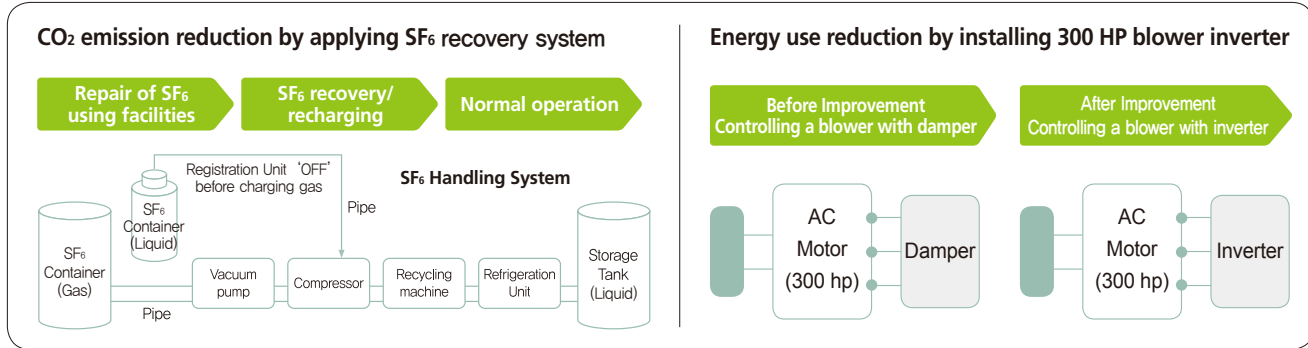 CO₂ emission reduction by applying SF₆ recovery system
Repair of SF₆
using facilities
SF₆ recovery/
recharging
Normal operation
Registration Unit ‘OFF’
before charging gas
SF₆ Handling System
Pipe
SF₆
Container
(Liquid)
SF₆
Container
(Gas)
Vacuum
pump
Compressor
Recycling
machine
Refrigeration
Unit
Storage
Tank
(Liquid)
Pipe
Energy use reduction by installing 300 HP blower inverter
Before Improvement
Controlling a blower with damper
After Improvement
Controlling a blower with inverter
AC
Motor
(300 hp)
Damper
AC
Motor
(300 hp)
Inverter